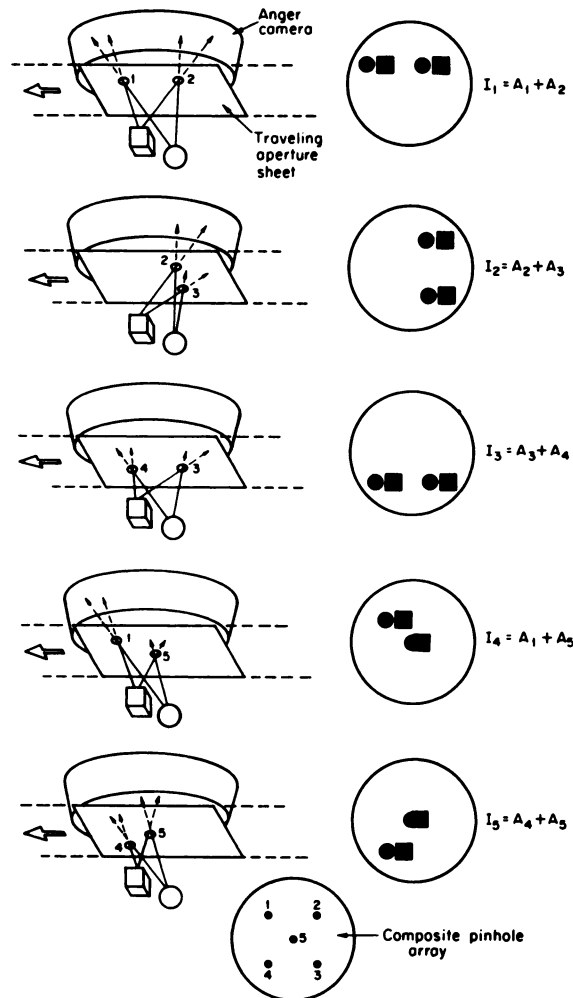 Anger
camera
1
2
Traveling
aperture
sheet
I₁ = A₁ + A₂
2
3
I₂ = A₂ + A₃
4
3
I₃ = A₃ + A₄
1
5
I₄ = A₁ + A₅
4
5
I₅ = A₄ + A₅
1 2
5
4 3
Composite pinhole
array